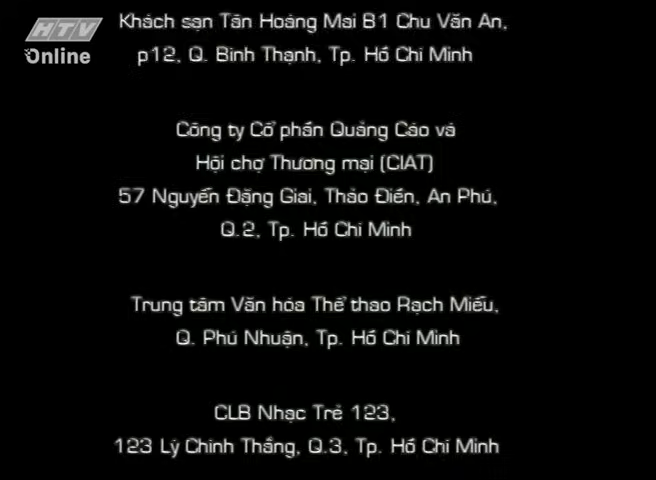 HTV
Online
Khách sạn Tân Hoàng Mai B1 Chu Văn An,
p12, Q. Bình Thạnh, Tp. Hồ Chí Minh
Công ty Cổ phần Quảng Cáo và
Hội chợ Thương mại (CIAT)
57 Nguyễn Đặng Giai, Thảo Điền, An Phú,
Q.2, Tp. Hồ Chí Minh
Trung tâm Văn hóa Thể thao Rạch Miễu,
Q. Phú Nhuận, Tp. Hồ Chí Minh
CLB Nhạc Trẻ 123,
123 Lý Chính Thắng, Q.3, Tp. Hồ Chí Minh